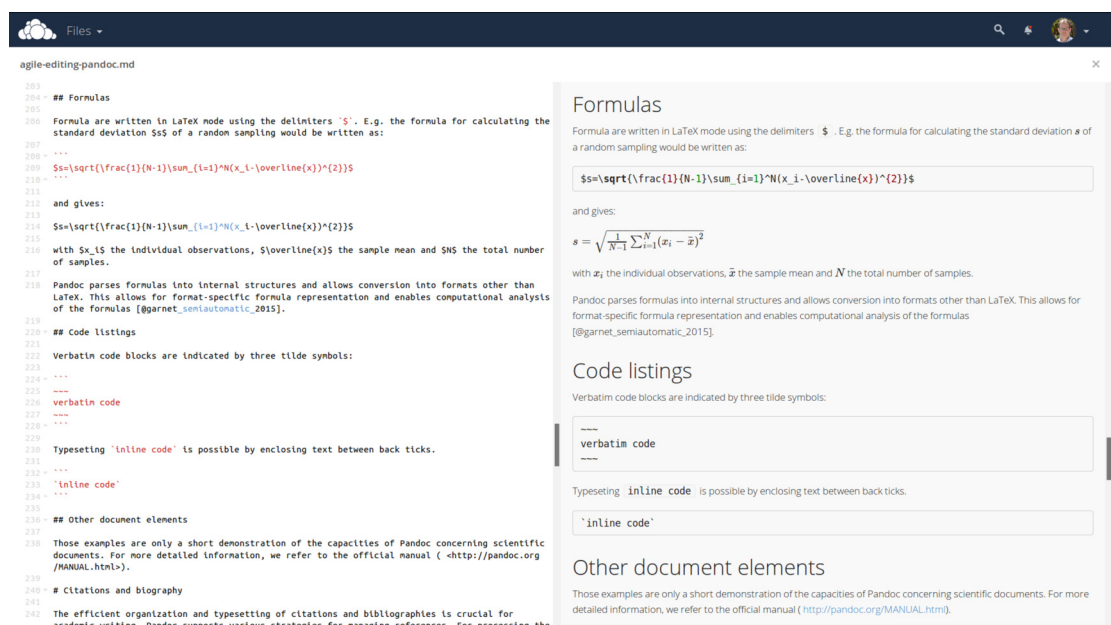 Files
agile-editing-pandoc.md
×
203
204 ## Formulas
205
206 Formula are written in LaTeX mode using the delimiters `$`. E.g. the formula for calculating the
standard deviation $s$ of a random sampling would be written as:
207
208 ```
209 $s=\sqrt{\frac{1}{N-1}\sum_{i=1}^N(x_i-\overline{x})^{2}}$
210 ```
211
212 and gives:
213
214 $s=\sqrt{\frac{1}{N-1}\sum_{i=1}^N(x_i-\overline{x})^{2}}$
215
216 with $x_i$ the individual observations, $\overline{x}$ the sample mean and $N$ the total number
of samples.
217
218 Pandoc parses formulas into internal structures and allows conversion into formats other than
LaTeX. This allows for format-specific formula representation and enables computational analysis
of the formulas [@garnet_semiautomatic_2015].
219
220 ## Code listings
221
222 Verbatim code blocks are indicated by three tilde symbols:
223
224 ```
225 ~~~
226 verbatim code
227 ~~~
228 ```
229
230 Typeseting `inline code` is possible by enclosing text between back ticks.
231
232 ```
233 `inline code`
234 ```
235
236 ## Other document elements
237
238 Those examples are only a short demonstration of the capacities of Pandoc concerning scientific
documents. For more detailed information, we refer to the official manual ( <http://pandoc.org
/MANUAL.html>).
239
240 # Citations and biography
241
242 The efficient organization and typesetting of citations and bibliographies is crucial for
academic writing. Pandoc supports various strategies for managing references. For processing the
Formulas
Formula are written in LaTeX mode using the delimiters $ . E.g. the formula for calculating the standard deviation s of
a random sampling would be written as:
$s=\sqrt{\frac{1}{N-1}\sum_{i=1}^N(x_i-\overline{x})^{2}}$
and gives:
s = √(1/(N−1) ∑_{i=1}^N (x_i − x̄)²)
with x_i the individual observations, x̄ the sample mean and N the total number of samples.
Pandoc parses formulas into internal structures and allows conversion into formats other than LaTeX. This allows for
format-specific formula representation and enables computational analysis of the formulas
[@garnet_semiautomatic_2015].
Code listings
Verbatim code blocks are indicated by three tilde symbols:
~~~
verbatim code
~~~
Typeseting inline code is possible by enclosing text between back ticks.
`inline code`
Other document elements
Those examples are only a short demonstration of the capacities of Pandoc concerning scientific documents. For more
detailed information, we refer to the official manual ( http://pandoc.org/MANUAL.html).